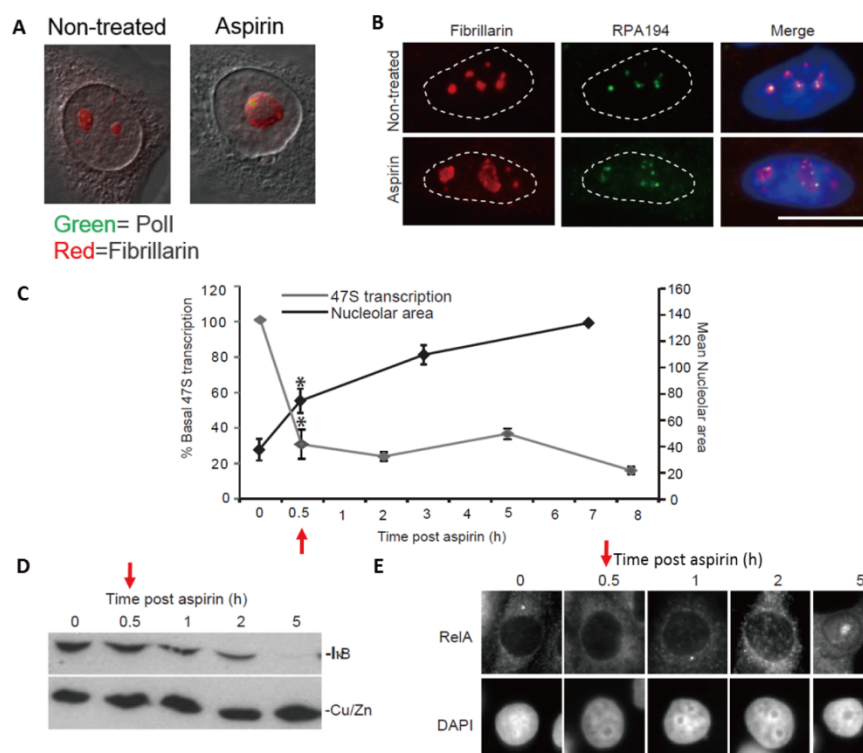 A
Non-treated
Aspirin
Green= PolI
Red=Fibrillarin
B
Fibrillarin
RPA194
Merge
Non-treated
Aspirin
C
47S transcription
Nucleolar area
% Basal 47S transcription
120
100
80
60
40
20
0
*
*
160
140
120
100
80
60
40
20
0
Mean Nucleolar area
0 0.5 1 2 3 4 5 6 7 8
Time post aspirin (h)
D
Time post aspirin (h)
0 0.5 1 2 5
-IκB
-Cu/Zn
E
Time post aspirin (h)
0 0.5 1 2 5
RelA
DAPI